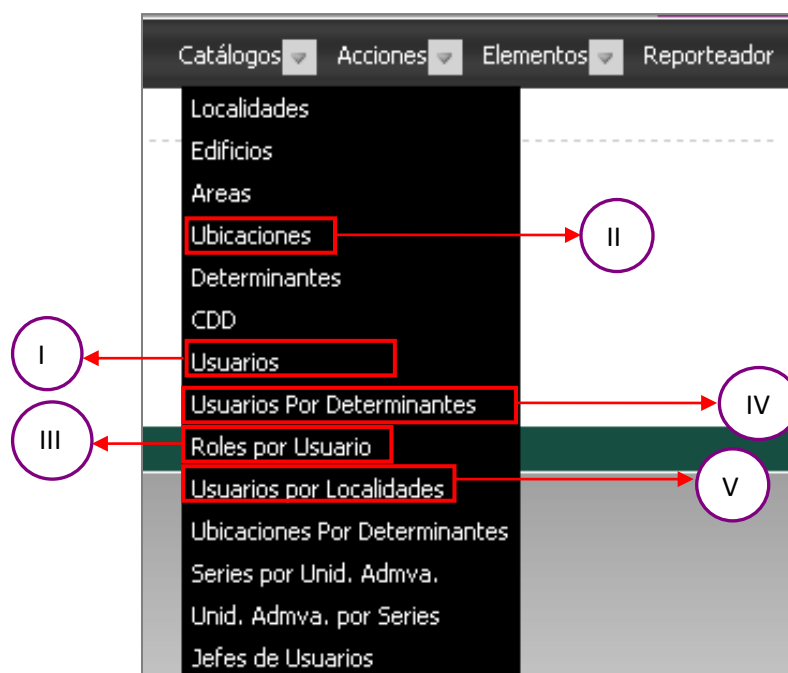 Catálogos Acciones Elementos Reporteador
Localidades
Edificios
Areas
Ubicaciones
II
Determinantes
CDD
I
Usuarios
Usuarios Por Determinantes
IV
III
Roles por Usuario
Usuarios por Localidades
V
Ubicaciones Por Determinantes
Series por Unid. Admva.
Unid. Admva. por Series
Jefes de Usuarios